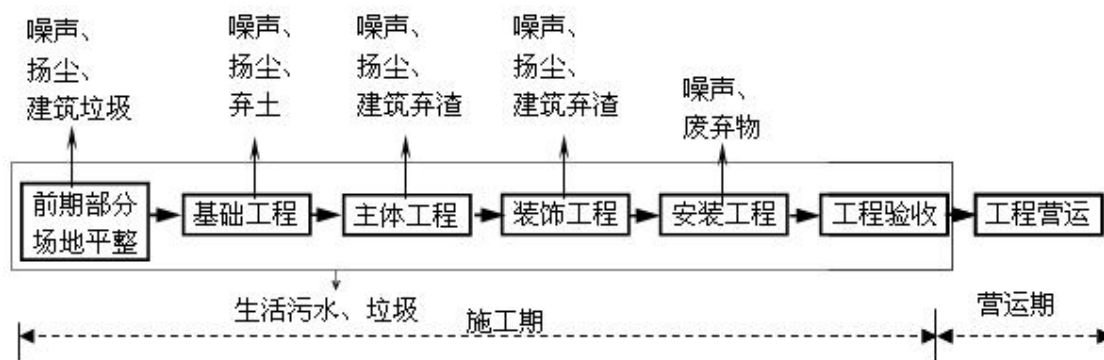 噪声、
扬尘、
建筑垃圾
噪声、
扬尘、
弃土
噪声、
扬尘、
建筑弃渣
噪声、
扬尘、
建筑弃渣
噪声、
废弃物
前期部分
场地平整
基础工程
主体工程
装饰工程
安装工程
工程验收
工程营运
生活污水、垃圾
施工期
营运期